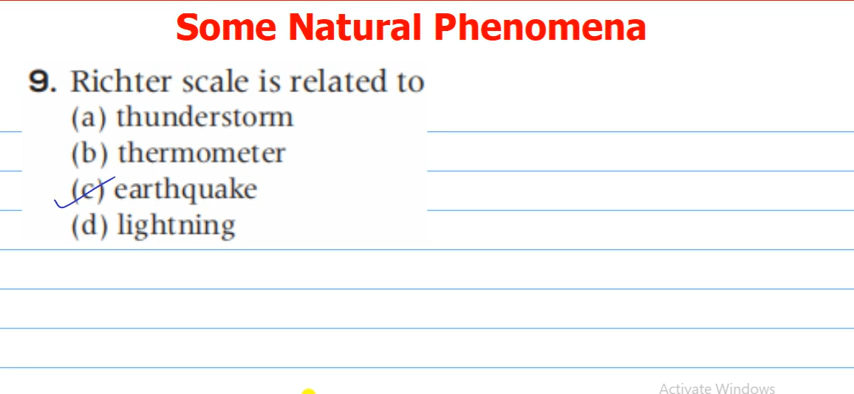 Some Natural Phenomena
9. Richter scale is related to
(a) thunderstorm
(b) thermometer
(c) earthquake
(d) lightning
Activate Windows